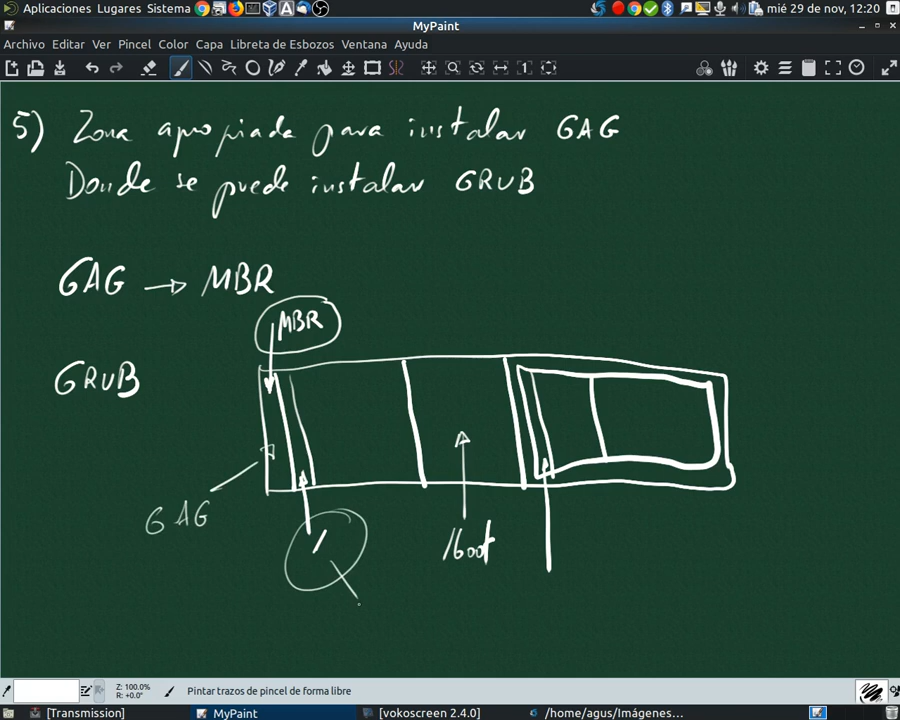 Aplicaciones Lugares Sistema mié 29 de nov, 12:20
MyPaint
Archivo Editar Ver Pincel Color Capa Libreta de Esbozos Ventana Ayuda
5) Zona apropiada para instalar GAG
Donde se puede instalar GRUB
GAG → MBR
MBR
GRUB
GAG
/
/boot
Z: 100.0%
R: +0.0°
Pintar trazos de pincel de forma libre
[Transmission] MyPaint [vokoscreen 2.4.0] /home/agus/Imágenes...